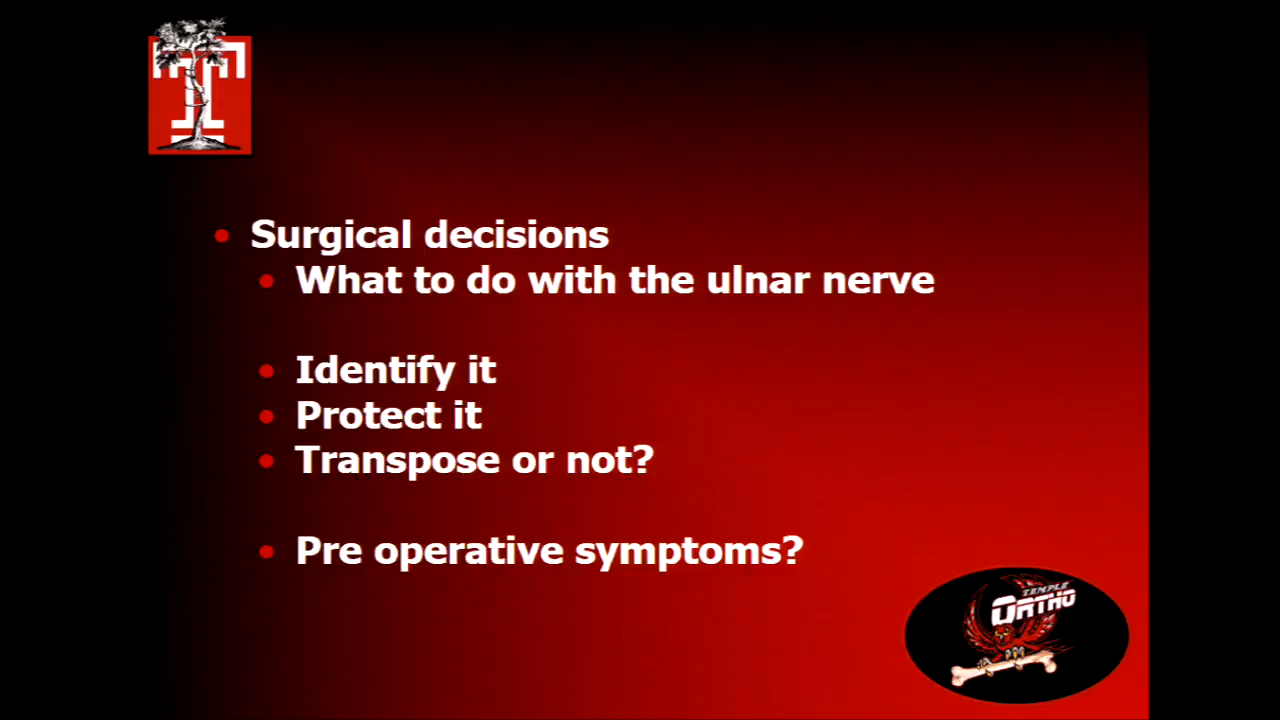 Surgical decisions
What to do with the ulnar nerve
Identify it
Protect it
Transpose or not?
Pre operative symptoms?
TEMPLE
ORTHO